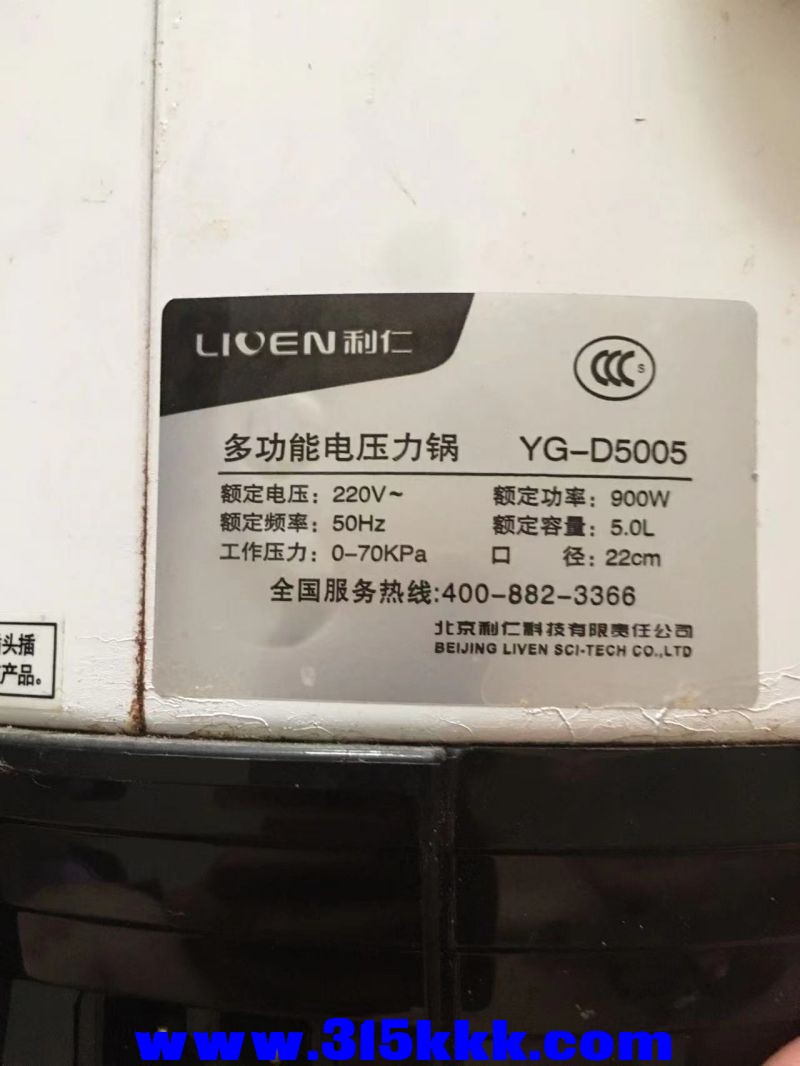 LIVEN利仁
CCC S
多功能电压力锅 YG-D5005
额定电压：220V~ 额定功率：900W
额定频率：50Hz 额定容量：5.0L
工作压力：0-70KPa 口 径：22cm
全国服务热线:400-882-3366
北京利仁科技有限责任公司
BEIJING LIVEN SCI-TECH CO.,LTD
头插
产品。
www.315kkk.com